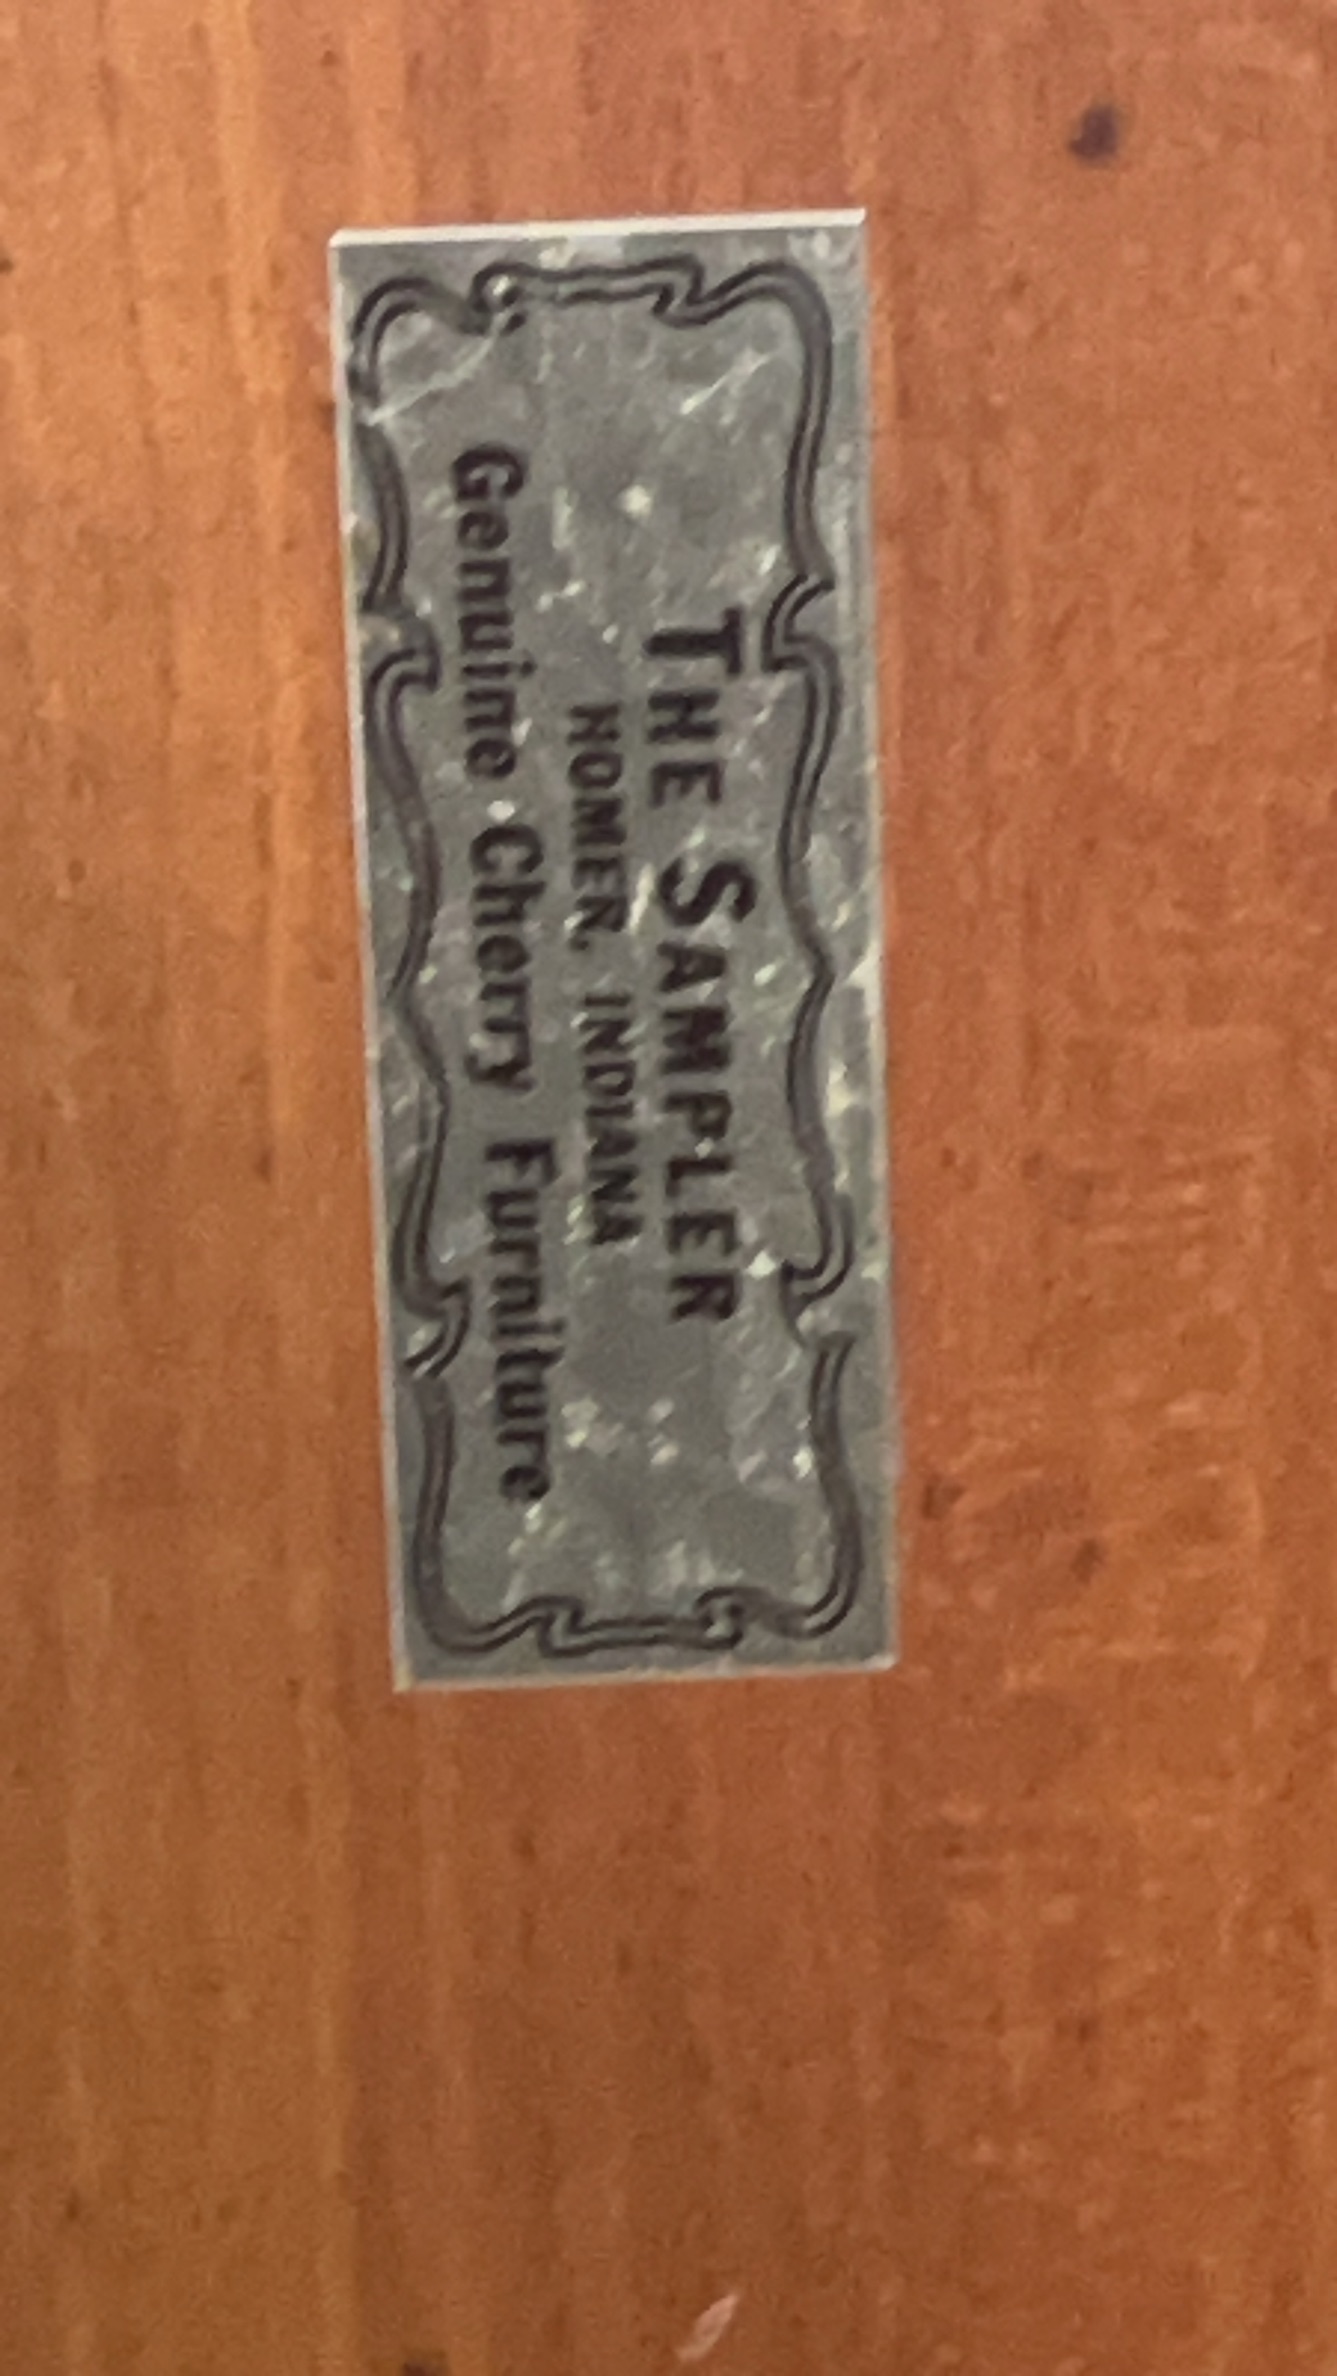 THE SAMPLER
HOMER, INDIANA
Genuine Cherry Furniture